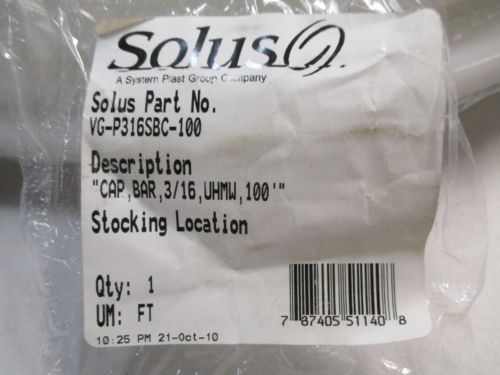 Solus
A System Plast Group Company
Solus Part No.
VG-P316SBC-100
Description
"CAP,BAR,3/16,UHMW,100'"
Stocking Location
Qty: 1
UM: FT
10:25 PM 21-Oct-10
7 87405 51140 8